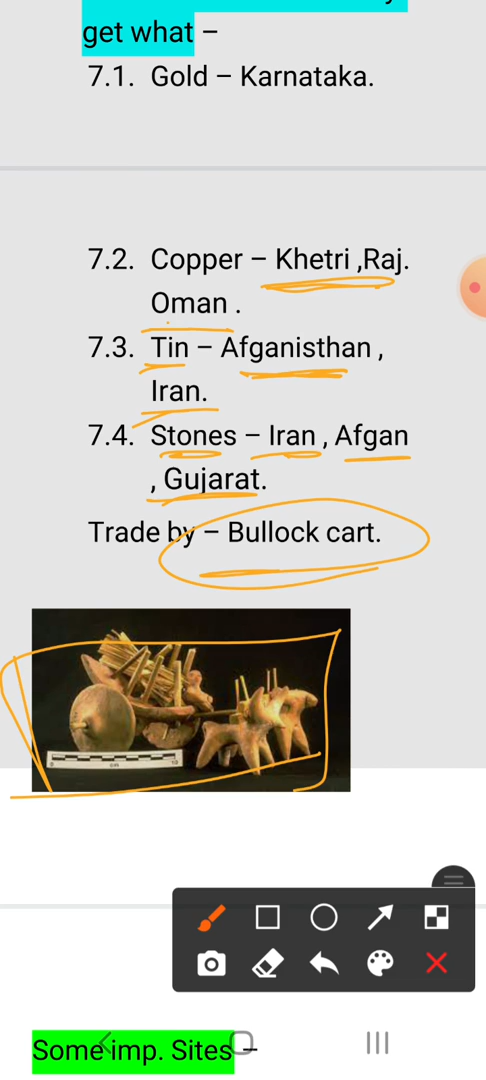 get what –
7.1. Gold – Karnataka.
7.2. Copper – Khetri ,Raj.
Oman .
7.3. Tin – Afganisthan ,
Iran.
7.4. Stones – Iran , Afgan
, Gujarat.
Trade by – Bullock cart.
Some imp. Sites –